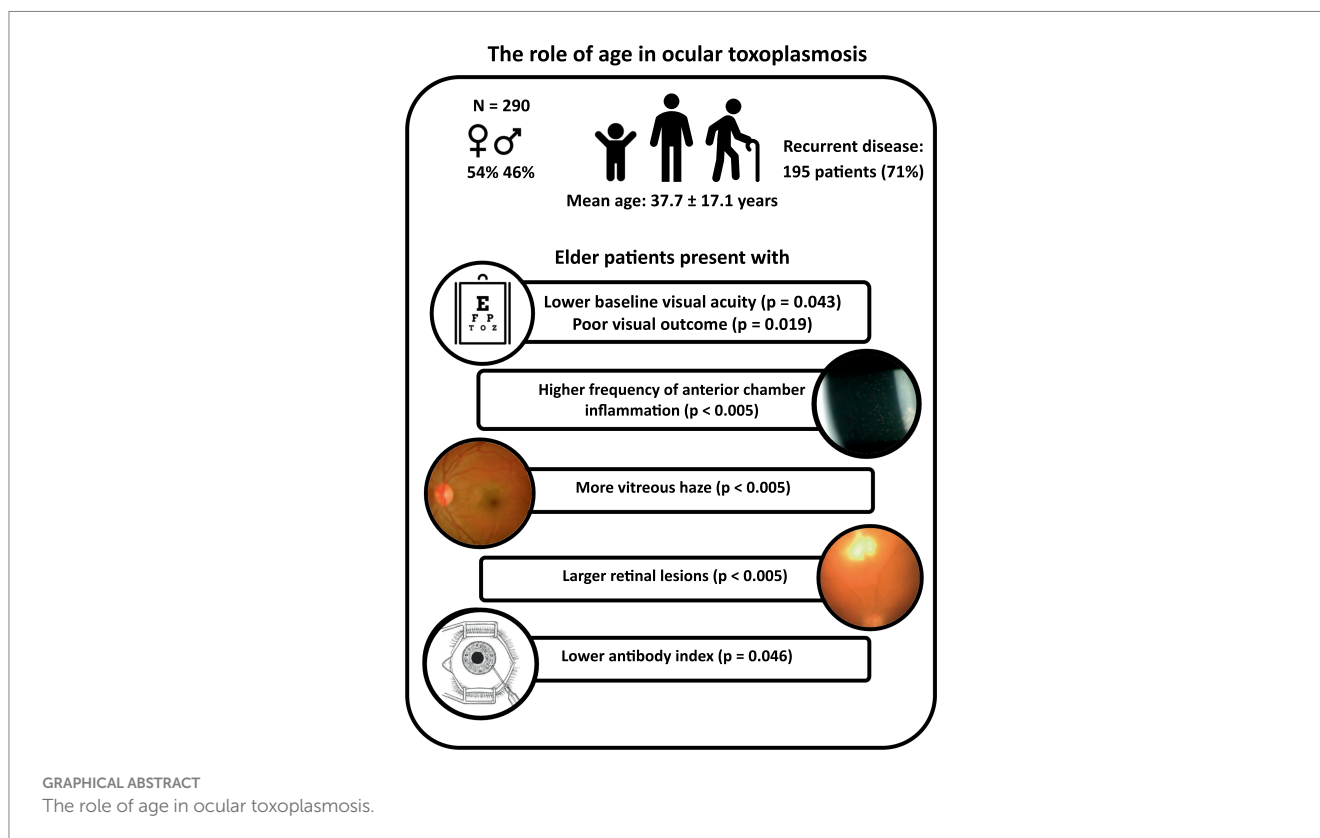 The role of age in ocular toxoplasmosis
N = 290
♀♂
54% 46%
Recurrent disease:
195 patients (71%)
Mean age: 37.7 ± 17.1 years
Elder patients present with
E
F P
T O Z
Lower baseline visual acuity (p = 0.043)
Poor visual outcome (p = 0.019)
Higher frequency of anterior chamber
inflammation (p < 0.005)
More vitreous haze (p < 0.005)
Larger retinal lesions (p < 0.005)
Lower antibody index (p = 0.046)
GRAPHICAL ABSTRACT
The role of age in ocular toxoplasmosis.